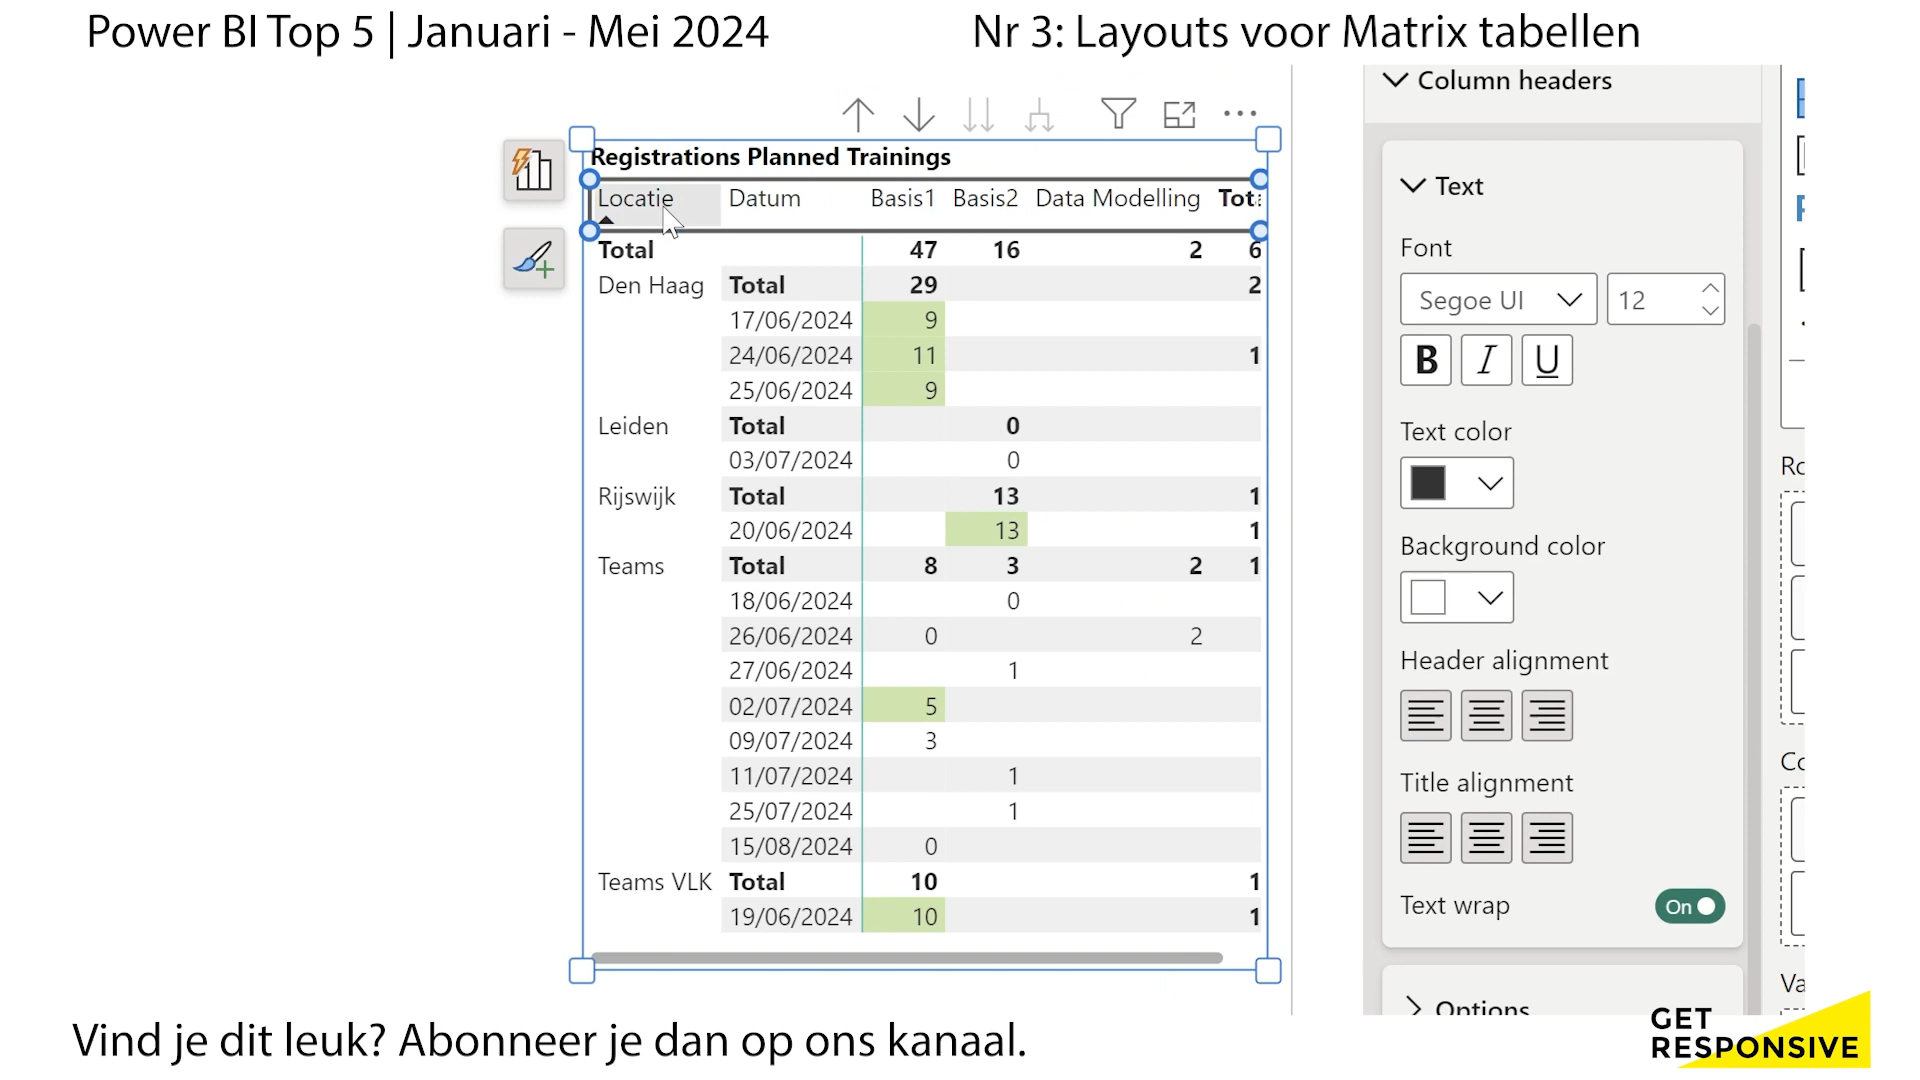 Power BI Top 5 | Januari - Mei 2024
Nr 3: Layouts voor Matrix tabellen
Registrations Planned Trainings
Locatie Datum Basis1 Basis2 Data Modelling
Total 47 16 2 6
Den Haag Total 29 2
17/06/2024 9
24/06/2024 11 1
25/06/2024 9
Leiden Total 0
03/07/2024 0
Rijswijk Total 13 1
20/06/2024 13 1
Teams Total 8 3 2 1
18/06/2024 0
26/06/2024 0 2
27/06/2024 1
02/07/2024 5
09/07/2024 3
11/07/2024 1
25/07/2024 1
15/08/2024 0
Teams VLK Total 10 1
19/06/2024 10 1
Column headers
Text
Font
Segoe UI 12
B I U
Text color
Background color
Header alignment
Title alignment
Text wrap On
Options
Vind je dit leuk? Abonneer je dan op ons kanaal.
GET
RESPONSIVE